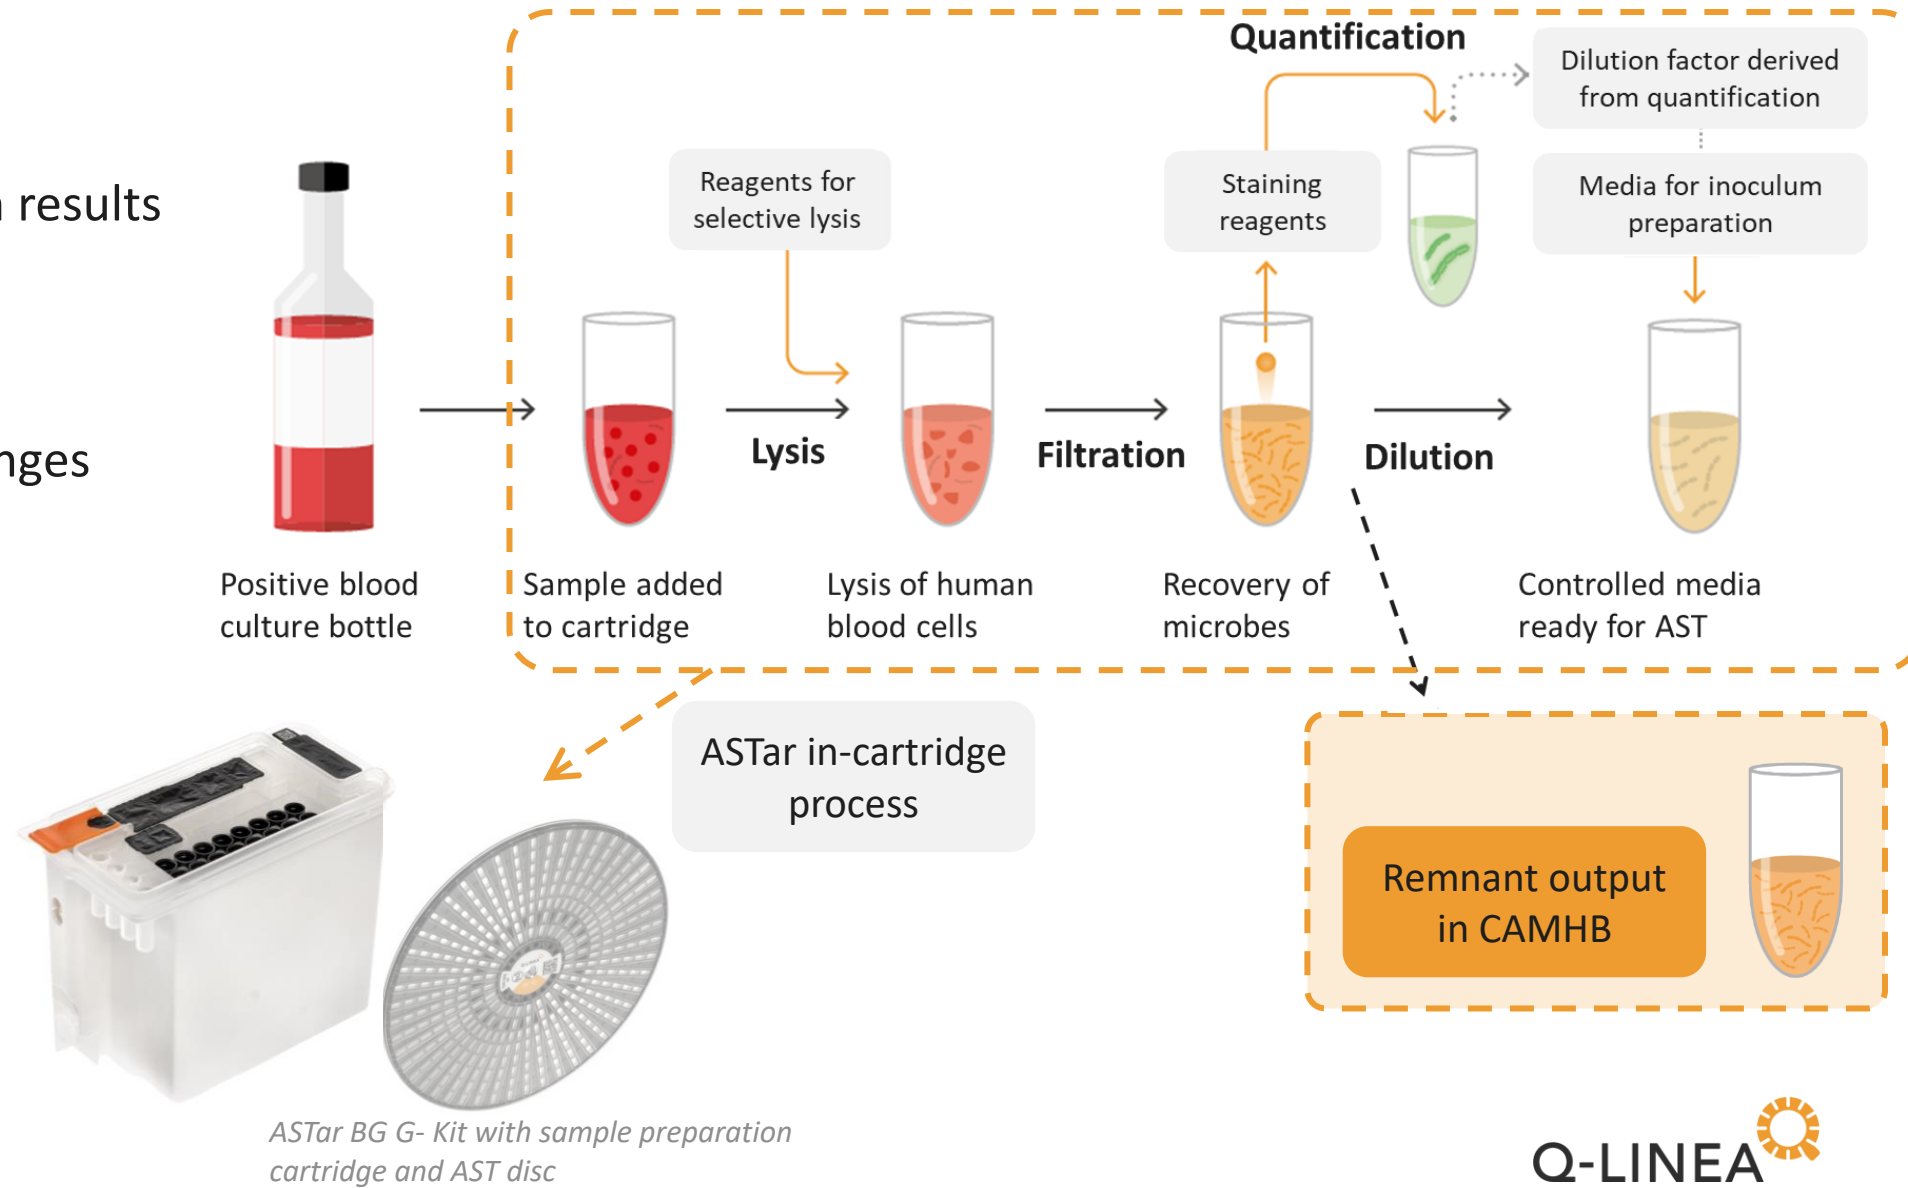 Quantification
Dilution factor derived
from quantification
results
Reagents for
selective lysis
Staining
reagents
Media for inoculum
preparation
Lysis
Filtration
Dilution
Positive blood
culture bottle
Sample added
to cartridge
Lysis of human
blood cells
Recovery of
microbes
Controlled media
ready for AST
ASTar in-cartridge
process
Remnant output
in CAMHB
ASTar BG G- Kit with sample preparation
cartridge and AST disc
Q-LINEA